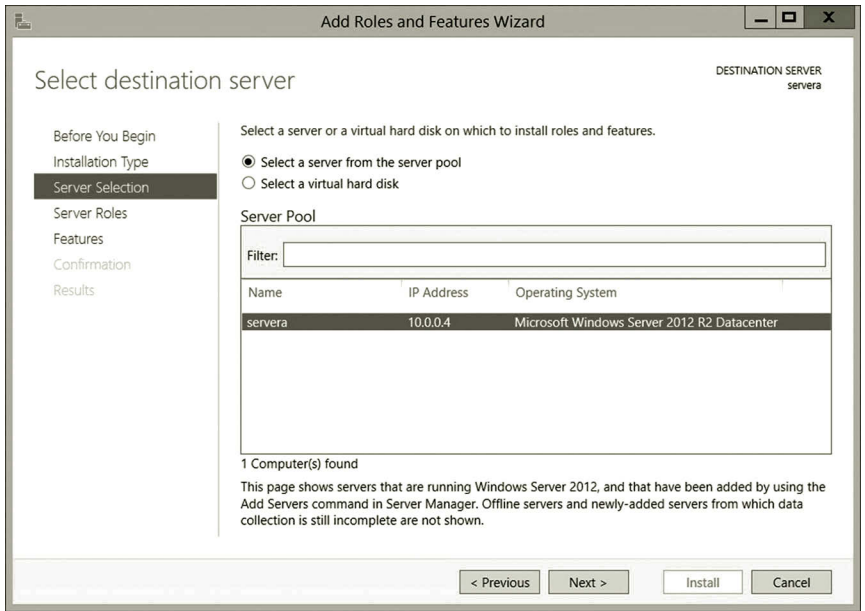 Add Roles and Features Wizard
Select destination server
DESTINATION SERVER
servera
Before You Begin
Installation Type
Server Selection
Server Roles
Features
Confirmation
Results
Select a server or a virtual hard disk on which to install roles and features.
Select a server from the server pool
Select a virtual hard disk
Server Pool
Filter:
Name IP Address Operating System
servera 10.0.0.4 Microsoft Windows Server 2012 R2 Datacenter
1 Computer(s) found
This page shows servers that are running Windows Server 2012, and that have been added by using the
Add Servers command in Server Manager. Offline servers and newly-added servers from which data
collection is still incomplete are not shown.
< Previous Next > Install Cancel